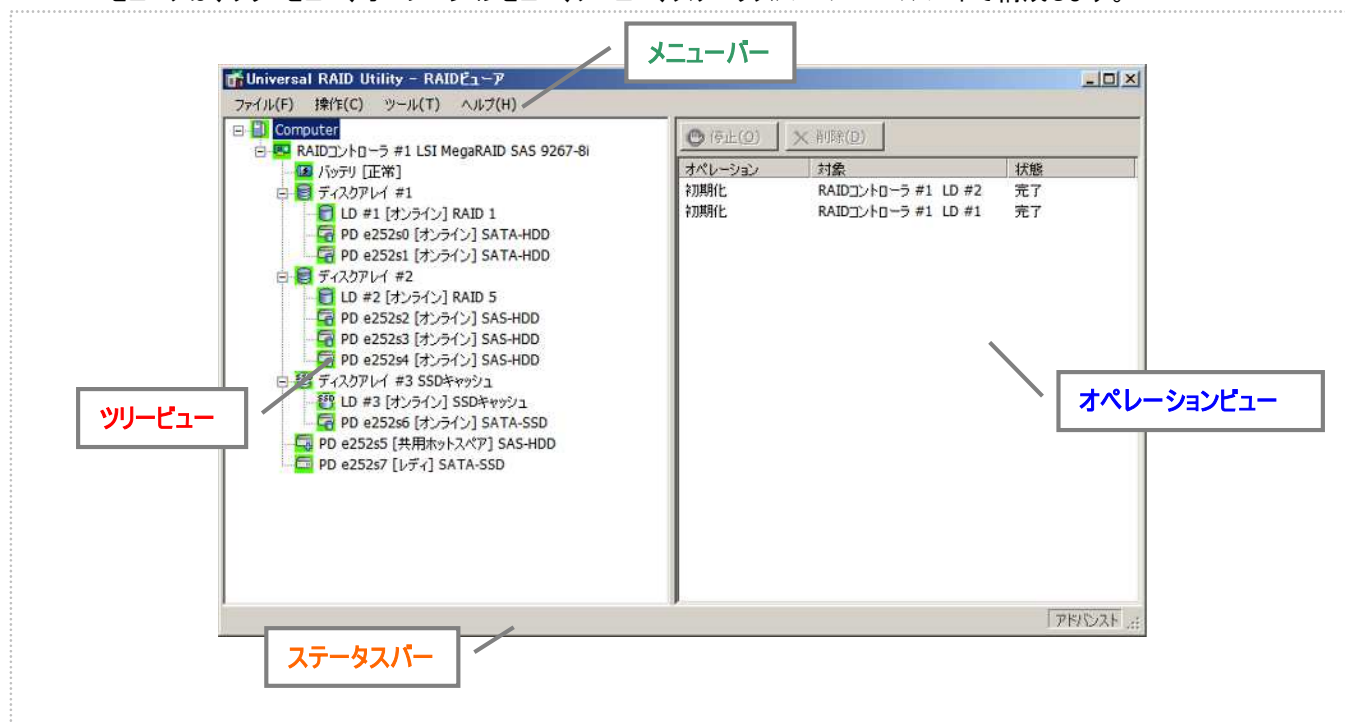 メニューバー
Universal RAID Utility - RAIDビューア
ファイル(F) 操作(C) ツール(T) ヘルプ(H)
Computer
RAIDコントローラ #1 LSI MegaRAID SAS 9267-8i
バッテリ [正常]
ディスクアレイ #1
LD #1 [オンライン] RAID 1
PD e252s0 [オンライン] SATA-HDD
PD e252s1 [オンライン] SATA-HDD
ディスクアレイ #2
LD #2 [オンライン] RAID 5
PD e252s2 [オンライン] SAS-HDD
PD e252s3 [オンライン] SAS-HDD
PD e252s4 [オンライン] SAS-HDD
ディスクアレイ #3 SSDキャッシュ
LD #3 [オンライン] SSDキャッシュ
PD e252s6 [オンライン] SATA-SSD
PD e252s5 [共用ホットスペア] SAS-HDD
PD e252s7 [レディ] SATA-SSD
停止(O) 削除(D)
オペレーション 対象 状態
初期化 RAIDコントローラ #1 LD #2 完了
初期化 RAIDコントローラ #1 LD #1 完了
ツリービュー
オペレーションビュー
アドバンスト
ステータスバー